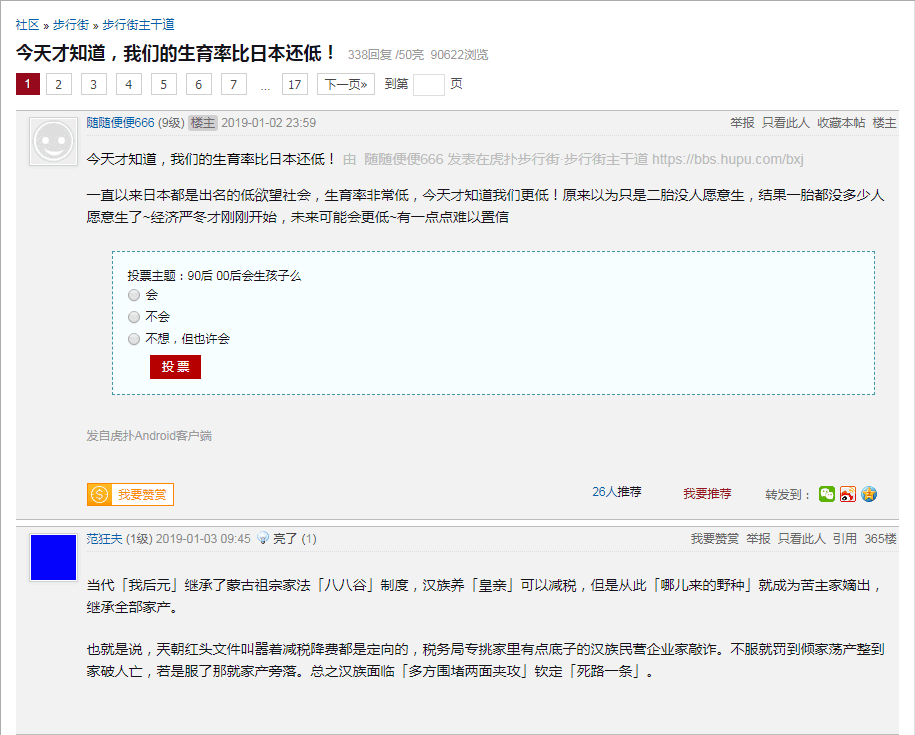 社区 » 步行街 » 步行街主干道
今天才知道，我们的生育率比日本还低！ 338回复 /50亮 90622浏览
1 2 3 4 5 6 7 ... 17 下一页» 到第 页
随随便便666 (9级) 楼主 2019-01-02 23:59 举报 只看此人 收藏本帖 楼主
今天才知道，我们的生育率比日本还低！ 由 随随便便666 发表在虎扑步行街·步行街主干道 https://bbs.hupu.com/bxj
一直以来日本都是出名的低欲望社会，生育率非常低，今天才知道我们更低！原来以为只是二胎没人愿意生，结果一胎都没多少人
愿意生了~经济严冬才刚刚开始，未来可能会更低~有一点点难以置信
投票主题：90后 00后会生孩子么
会
不会
不想，但也许会
投 票
发自虎扑Android客户端
我要赞赏 26人推荐 我要推荐 转发到：
范狂夫 (1级) 2019-01-03 09:45 亮了 (1) 我要赞赏 举报 只看此人 引用 365楼
当代「我后元」继承了蒙古祖宗家法「八八谷」制度，汉族养「皇亲」可以减税，但是从此「哪儿来的野种」就成为苦主家嫡出，
继承全部家产。
也就是说，天朝红头文件叫嚣着减税降费都是定向的，税务局专挑家里有点底子的汉族民营企业家敲诈。不服就罚到倾家荡产整到
家破人亡，若是服了那就家产旁落。总之汉族面临「多方围堵两面夹攻」钦定「死路一条」。